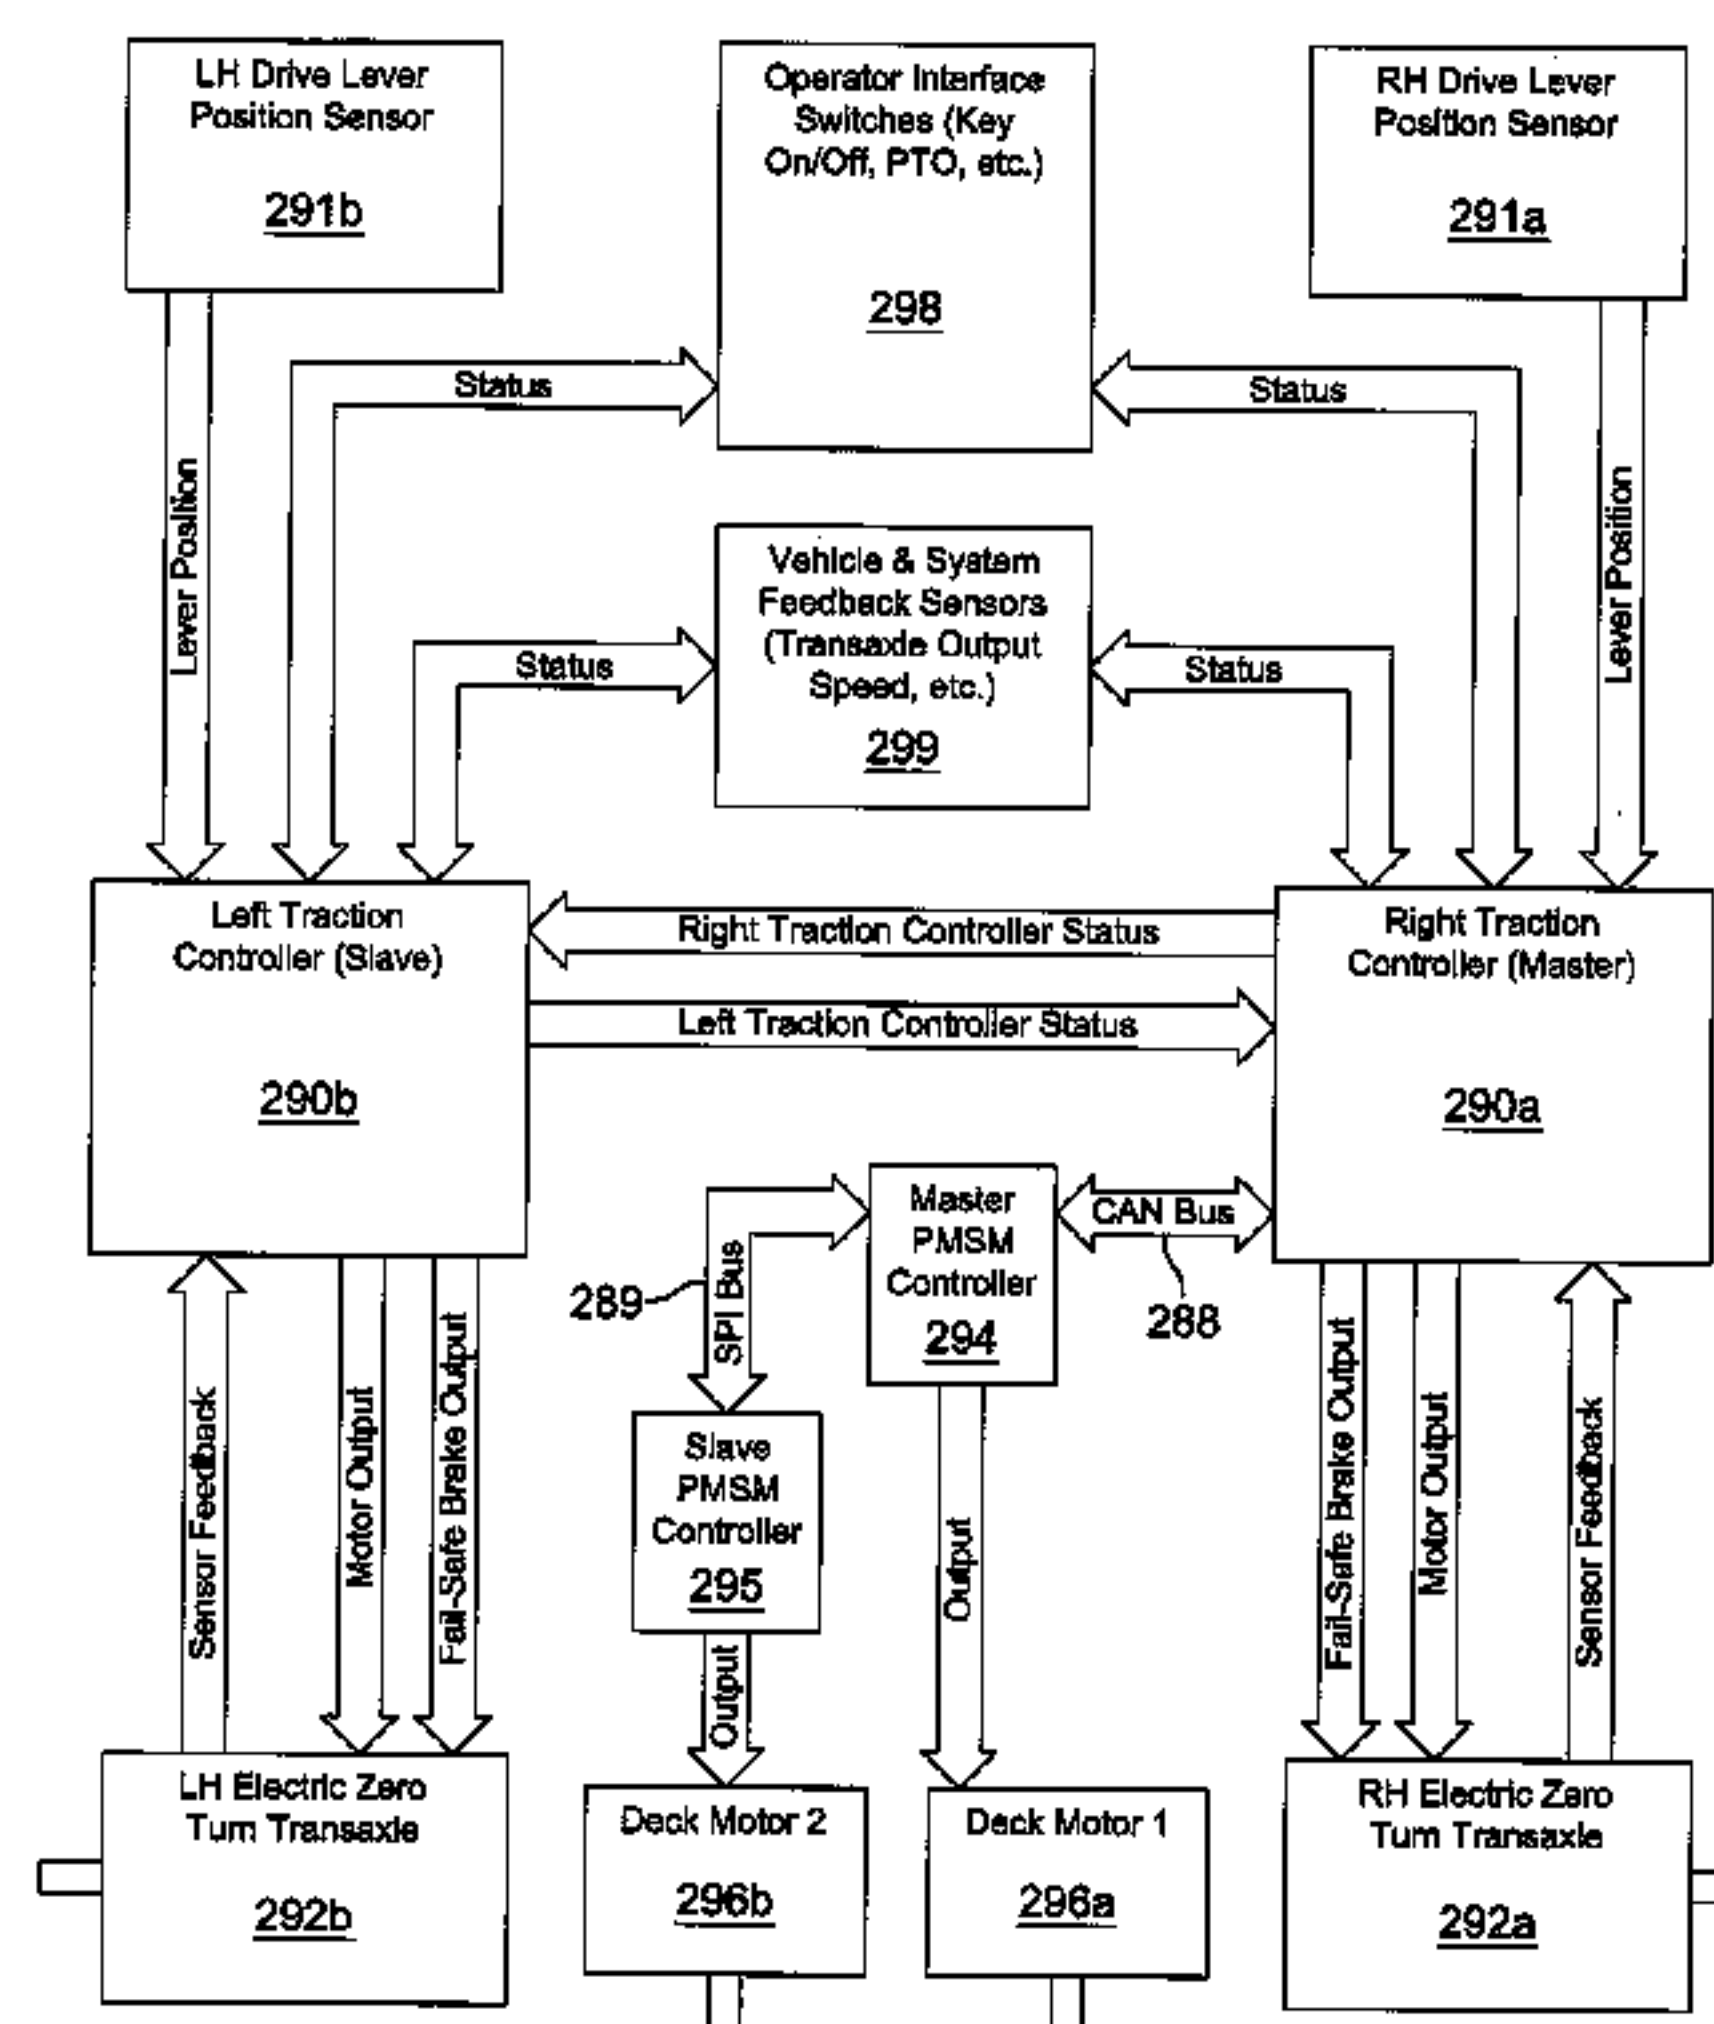 LH Drive Lever
Position Sensor
291b
Operator Interface
Switches (Key
On/Off, PTO, etc.)
298
RH Drive Lever
Position Sensor
291a
Status
Status
Lever Position
Lever Position
Vehicle & System
Feedback Sensors
(Transaxle Output
Speed, etc.)
299
Status
Status
Left Traction
Controller (Slave)
290b
Right Traction Controller Status
Left Traction Controller Status
Right Traction
Controller (Master)
290a
Master
PMSM
Controller
294
CAN Bus
288
SPI Bus
289
Slave
PMSM
Controller
295
Sensor Feedback
Motor Output
Fail-Safe Brake Output
Output
Output
Fail-Safe Brake Output
Motor Output
Sensor Feedback
LH Electric Zero
Turn Transaxle
292b
Deck Motor 2
296b
Deck Motor 1
296a
RH Electric Zero
Turn Transaxle
292a